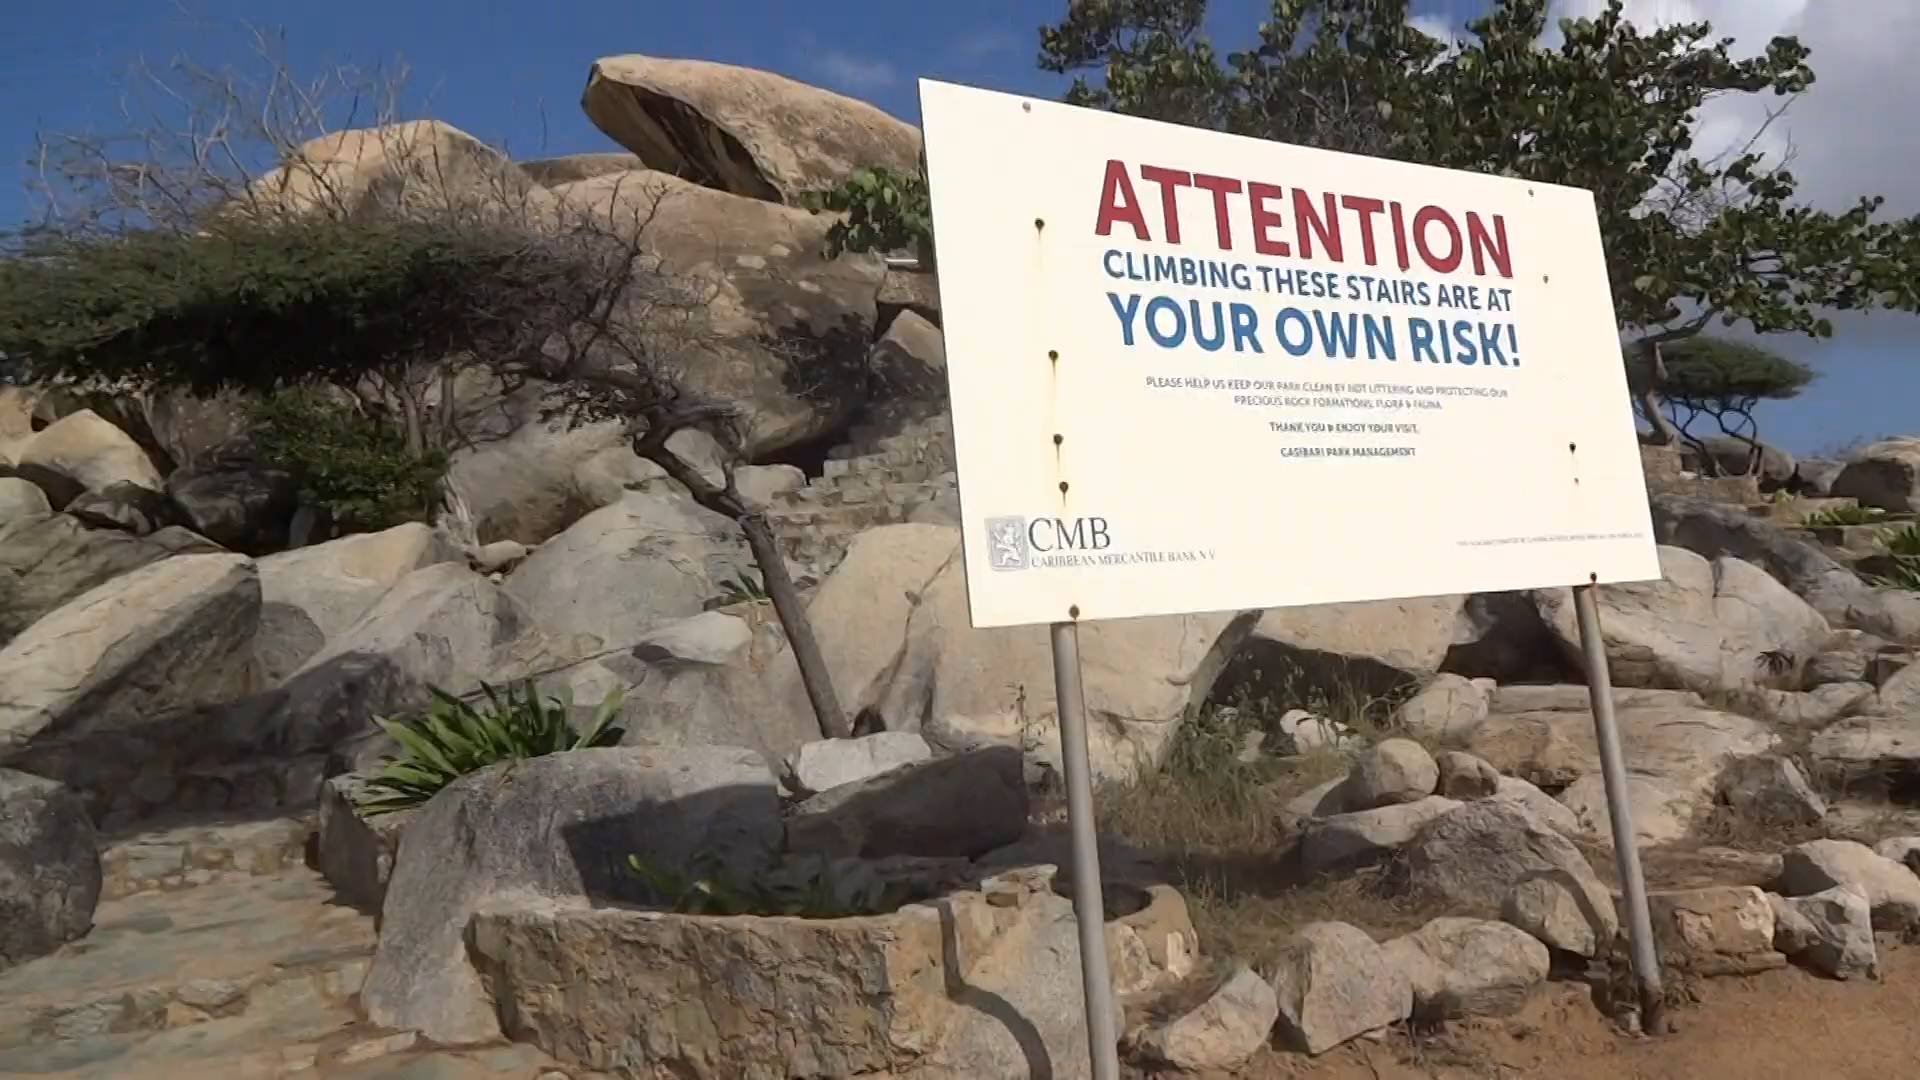 ATTENTION
CLIMBING THESE STAIRS ARE AT
YOUR OWN RISK!
PLEASE HELP US KEEP OUR PARK CLEAN BY NOT LITTERING AND PROTECTING OUR
PRECIOUS ROCK FORMATIONS, FLORA & FAUNA.
THANK YOU & ENJOY YOUR VISIT.
CASIBARI PARK MANAGEMENT
CMB
CARIBBEAN MERCANTILE BANK N.V.